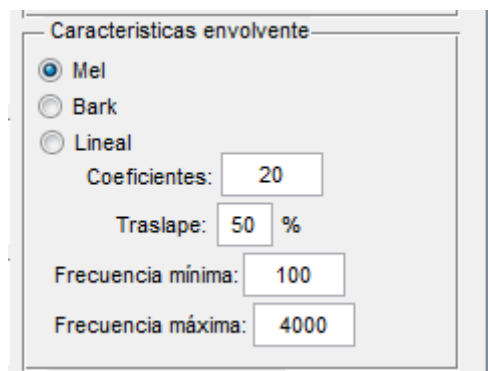 Caracteristicas envolvente
Mel
Bark
Lineal
Coeficientes: 20
Traslape: 50 %
Frecuencia mínima: 100
Frecuencia máxima: 4000